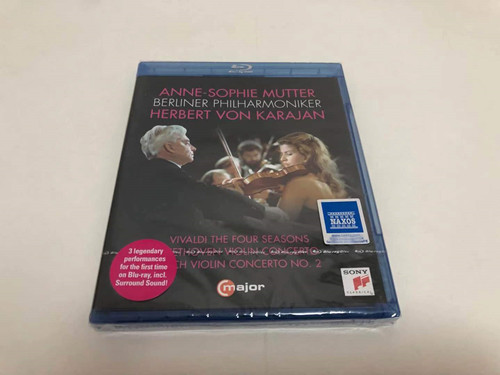 ANNE-SOPHIE MUTTER
BERLINER PHILHARMONIKER
HERBERT VON KARAJAN
NAXOS
VIVALDI THE FOUR SEASONS
VIOLIN CONCERTO
VIOLIN CONCERTO NO. 2
3 legendary
performances
for the first time
on Blu-ray, incl.
Surround Sound!
C major
SONY
CLASSICAL